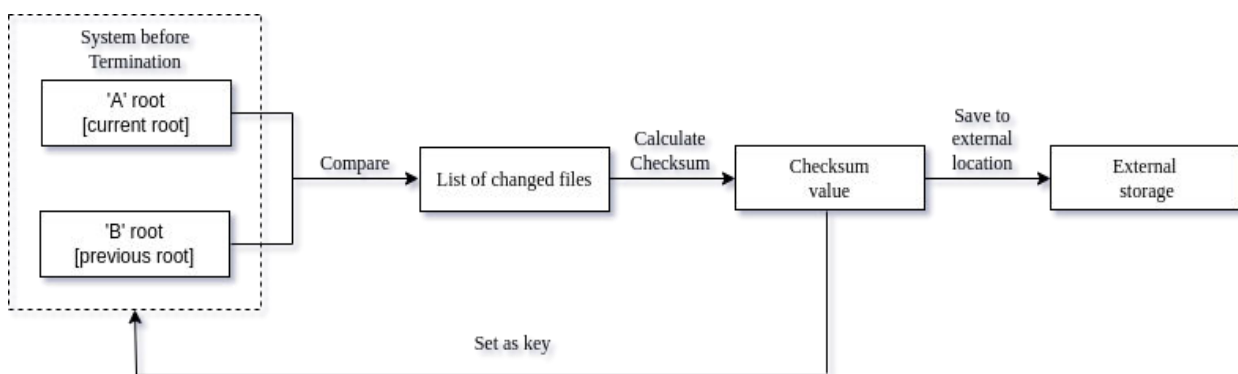 System before
Termination
'A' root
[current root]
'B' root
[previous root]
Compare
List of changed files
Calculate
Checksum
Checksum
value
Save to
external
location
External
storage
Set as key